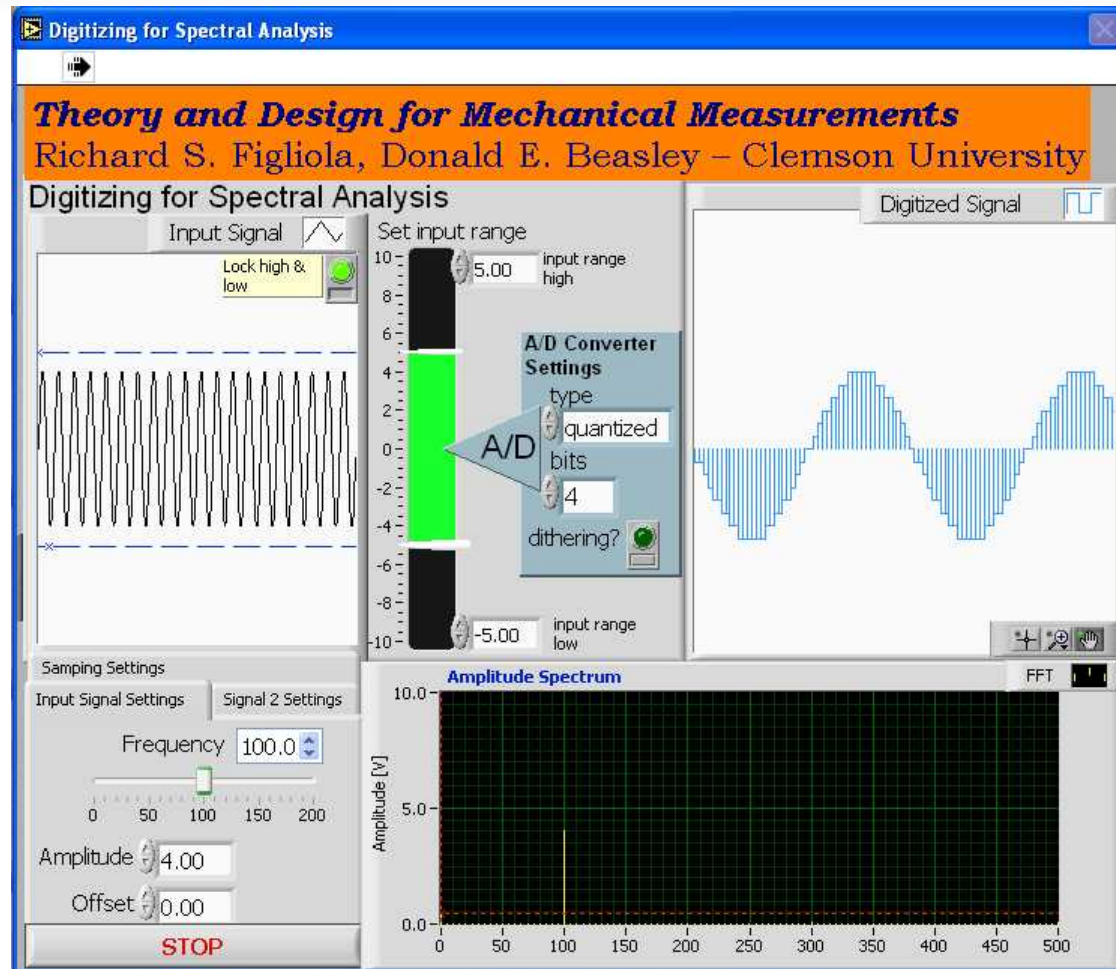 Digitizing for Spectral Analysis
Theory and Design for Mechanical Measurements
Richard S. Figliola, Donald E. Beasley – Clemson University
Digitizing for Spectral Analysis
Input Signal
Lock high &
low
Set input range
10
8
6
4
2
0
-2
-4
-6
-8
-10
5.00
input range
high
A/D Converter
Settings
type
quantized
A/D
bits
4
dithering?
-5.00
input range
low
Digitized Signal
Samping Settings
Input Signal Settings
Signal 2 Settings
Frequency
100.0
0 50 100 150 200
Amplitude
4.00
Offset
0.00
STOP
Amplitude Spectrum
FFT
Amplitude [V]
10.0
5.0
0.0
0 50 100 150 200 250 300 350 400 450 500